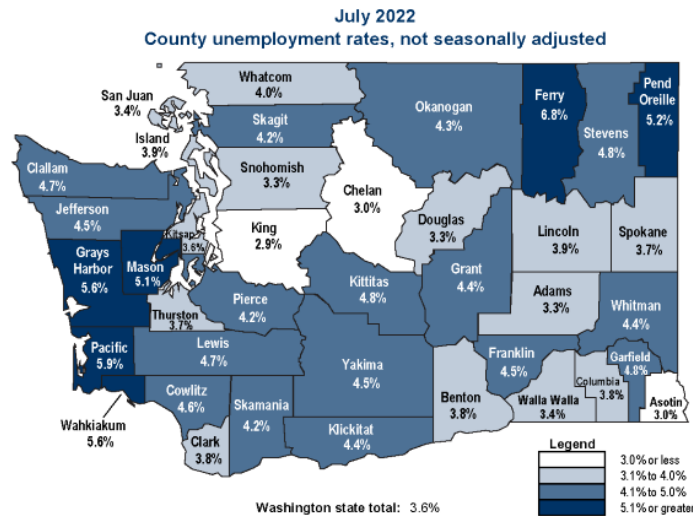 July 2022
County unemployment rates, not seasonally adjusted
Whatcom
4.0%
San Juan
3.4%
Island
3.9%
Skagit
4.2%
Okanogan
4.3%
Ferry
6.8%
Stevens
4.8%
Pend
Oreille
5.2%
Clallam
4.7%
Jefferson
4.5%
Snohomish
3.3%
Chelan
3.0%
Douglas
3.3%
Lincoln
3.9%
Spokane
3.7%
Kitsap
3.6%
King
2.9%
Grays
Harbor
5.6%
Mason
5.1%
Kittitas
4.8%
Grant
4.4%
Adams
3.3%
Whitman
4.4%
Thurston
3.7%
Pierce
4.2%
Pacific
5.9%
Lewis
4.7%
Yakima
4.5%
Franklin
4.5%
Garfield
4.8%
Columbia
3.8%
Asotin
3.0%
Benton
3.8%
Walla Walla
3.4%
Wahkiakum
5.6%
Cowlitz
4.6%
Skamania
4.2%
Clark
3.8%
Klickitat
4.4%
Legend
3.0% or less
3.1% to 4.0%
4.1% to 5.0%
5.1% or greater
Washington state total: 3.6%